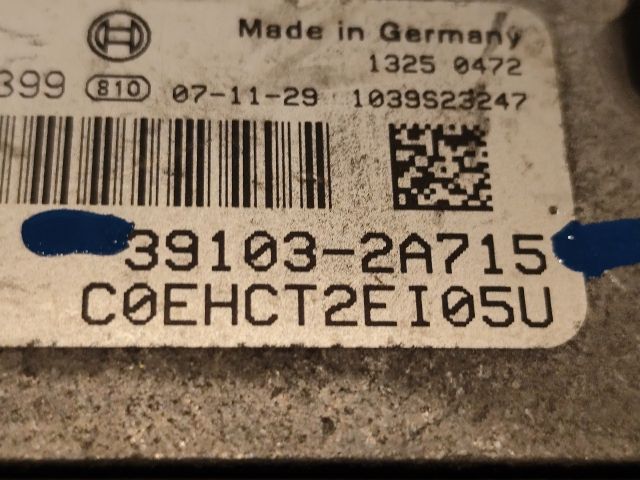 Made in Germany
1325 0472
399 810 07-11-29 1039S23247
39103-2A715
C0EHCT2EI05U